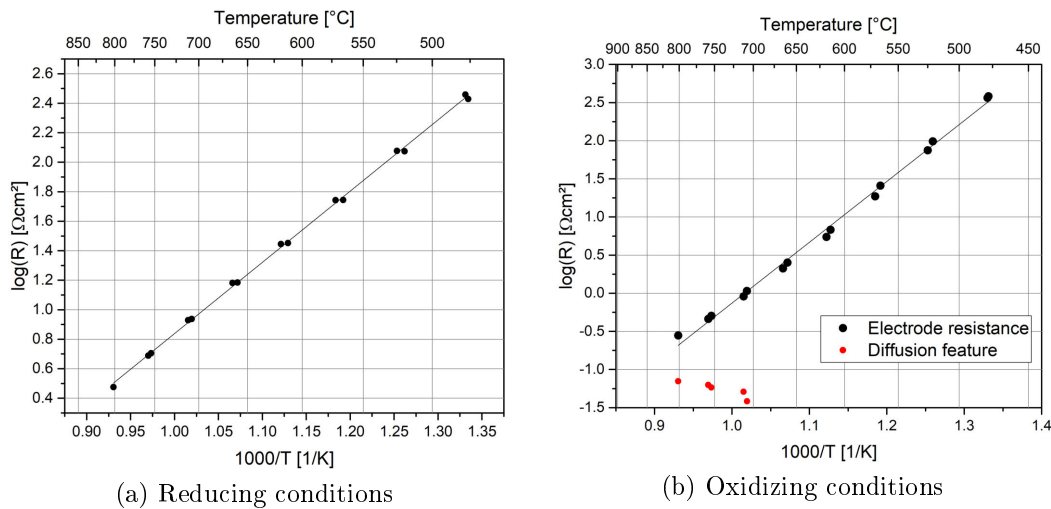 Temperature [°C]
850 800 750 700 650 600 550 500
2.6
2.4
2.2
2.0
1.8
1.6
1.4
1.2
1.0
0.8
0.6
0.4
log(R) [Ωcm²]
0.90 0.95 1.00 1.05 1.10 1.15 1.20 1.25 1.30 1.35
1000/T [1/K]
(a) Reducing conditions
Temperature [°C]
900 850 800 750 700 650 600 550 500 450
3.0
2.5
2.0
1.5
1.0
0.5
0.0
-0.5
-1.0
-1.5
log(R) [Ωcm²]
Electrode resistance
Diffusion feature
0.9 1.0 1.1 1.2 1.3 1.4
1000/T [1/K]
(b) Oxidizing conditions